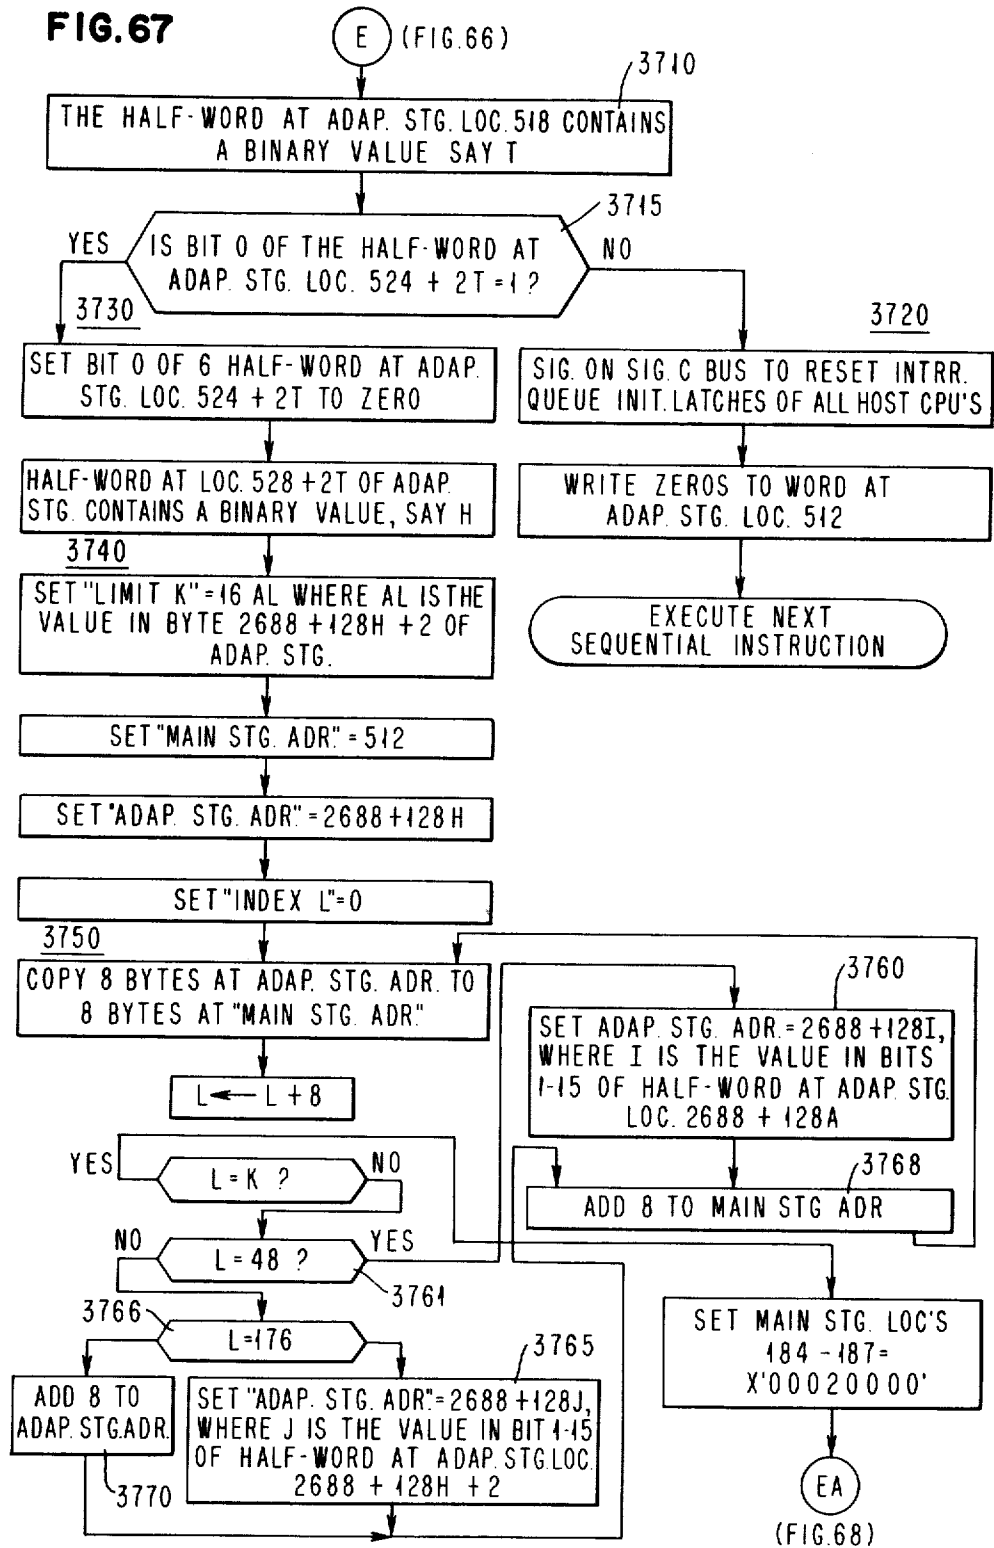 FIG.67
E (FIG.66)
3710
THE HALF-WORD AT ADAP. STG. LOC. 518 CONTAINS
A BINARY VALUE SAY T
3715
YES
IS BIT 0 OF THE HALF-WORD AT
ADAP. STG. LOC. 524 + 2T = 1 ?
NO
3730
SET BIT 0 OF 6 HALF-WORD AT ADAP.
STG. LOC. 524 + 2T TO ZERO
3720
SIG. ON SIG. C BUS TO RESET INTRR.
QUEUE INIT. LATCHES OF ALL HOST CPU'S
HALF-WORD AT LOC. 528 + 2T OF ADAP.
STG. CONTAINS A BINARY VALUE, SAY H
WRITE ZEROS TO WORD AT
ADAP. STG. LOC. 512
3740
SET "LIMIT K" = 16 AL WHERE AL IS THE
VALUE IN BYTE 2688 + 128H + 2 OF
ADAP. STG.
EXECUTE NEXT
SEQUENTIAL INSTRUCTION
SET "MAIN STG. ADR." = 512
SET "ADAP. STG. ADR." = 2688 + 128H
SET "INDEX L" = 0
3750
COPY 8 BYTES AT ADAP. STG. ADR. TO
8 BYTES AT "MAIN STG. ADR."
3760
SET ADAP. STG. ADR. = 2688 + 128I,
WHERE I IS THE VALUE IN BITS
1-15 OF HALF-WORD AT ADAP. STG.
LOC. 2688 + 128A
L ← L + 8
YES
L = K ?
NO
3768
ADD 8 TO MAIN STG ADR
NO
L = 48 ?
YES
3761
3766
L=176
3765
SET MAIN STG. LOC'S
184 - 187 =
X'00020000'
ADD 8 TO
ADAP. STG. ADR.
3770
SET "ADAP. STG. ADR." = 2688 + 128J,
WHERE J IS THE VALUE IN BIT 1-15
OF HALF-WORD AT ADAP. STG. LOC.
2688 + 128H + 2
EA
(FIG.68)